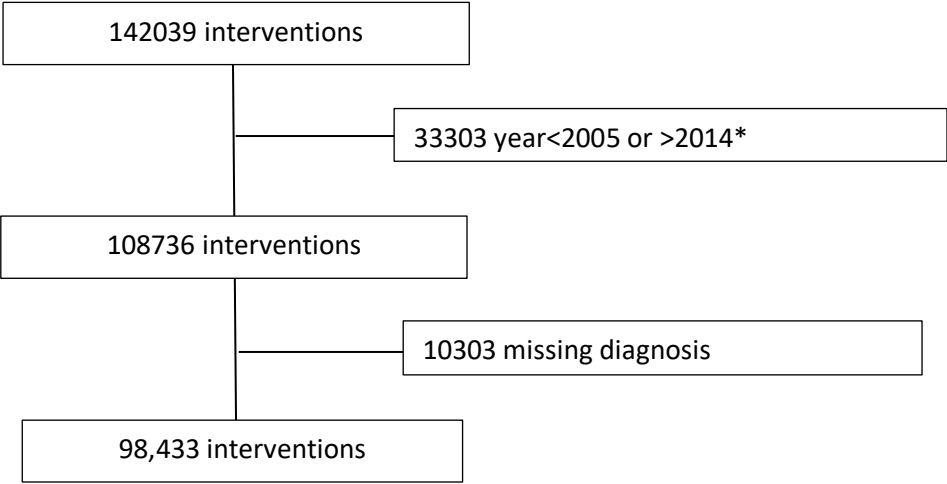 142039 interventions
33303 year<2005 or >2014*
108736 interventions
10303 missing diagnosis
98,433 interventions